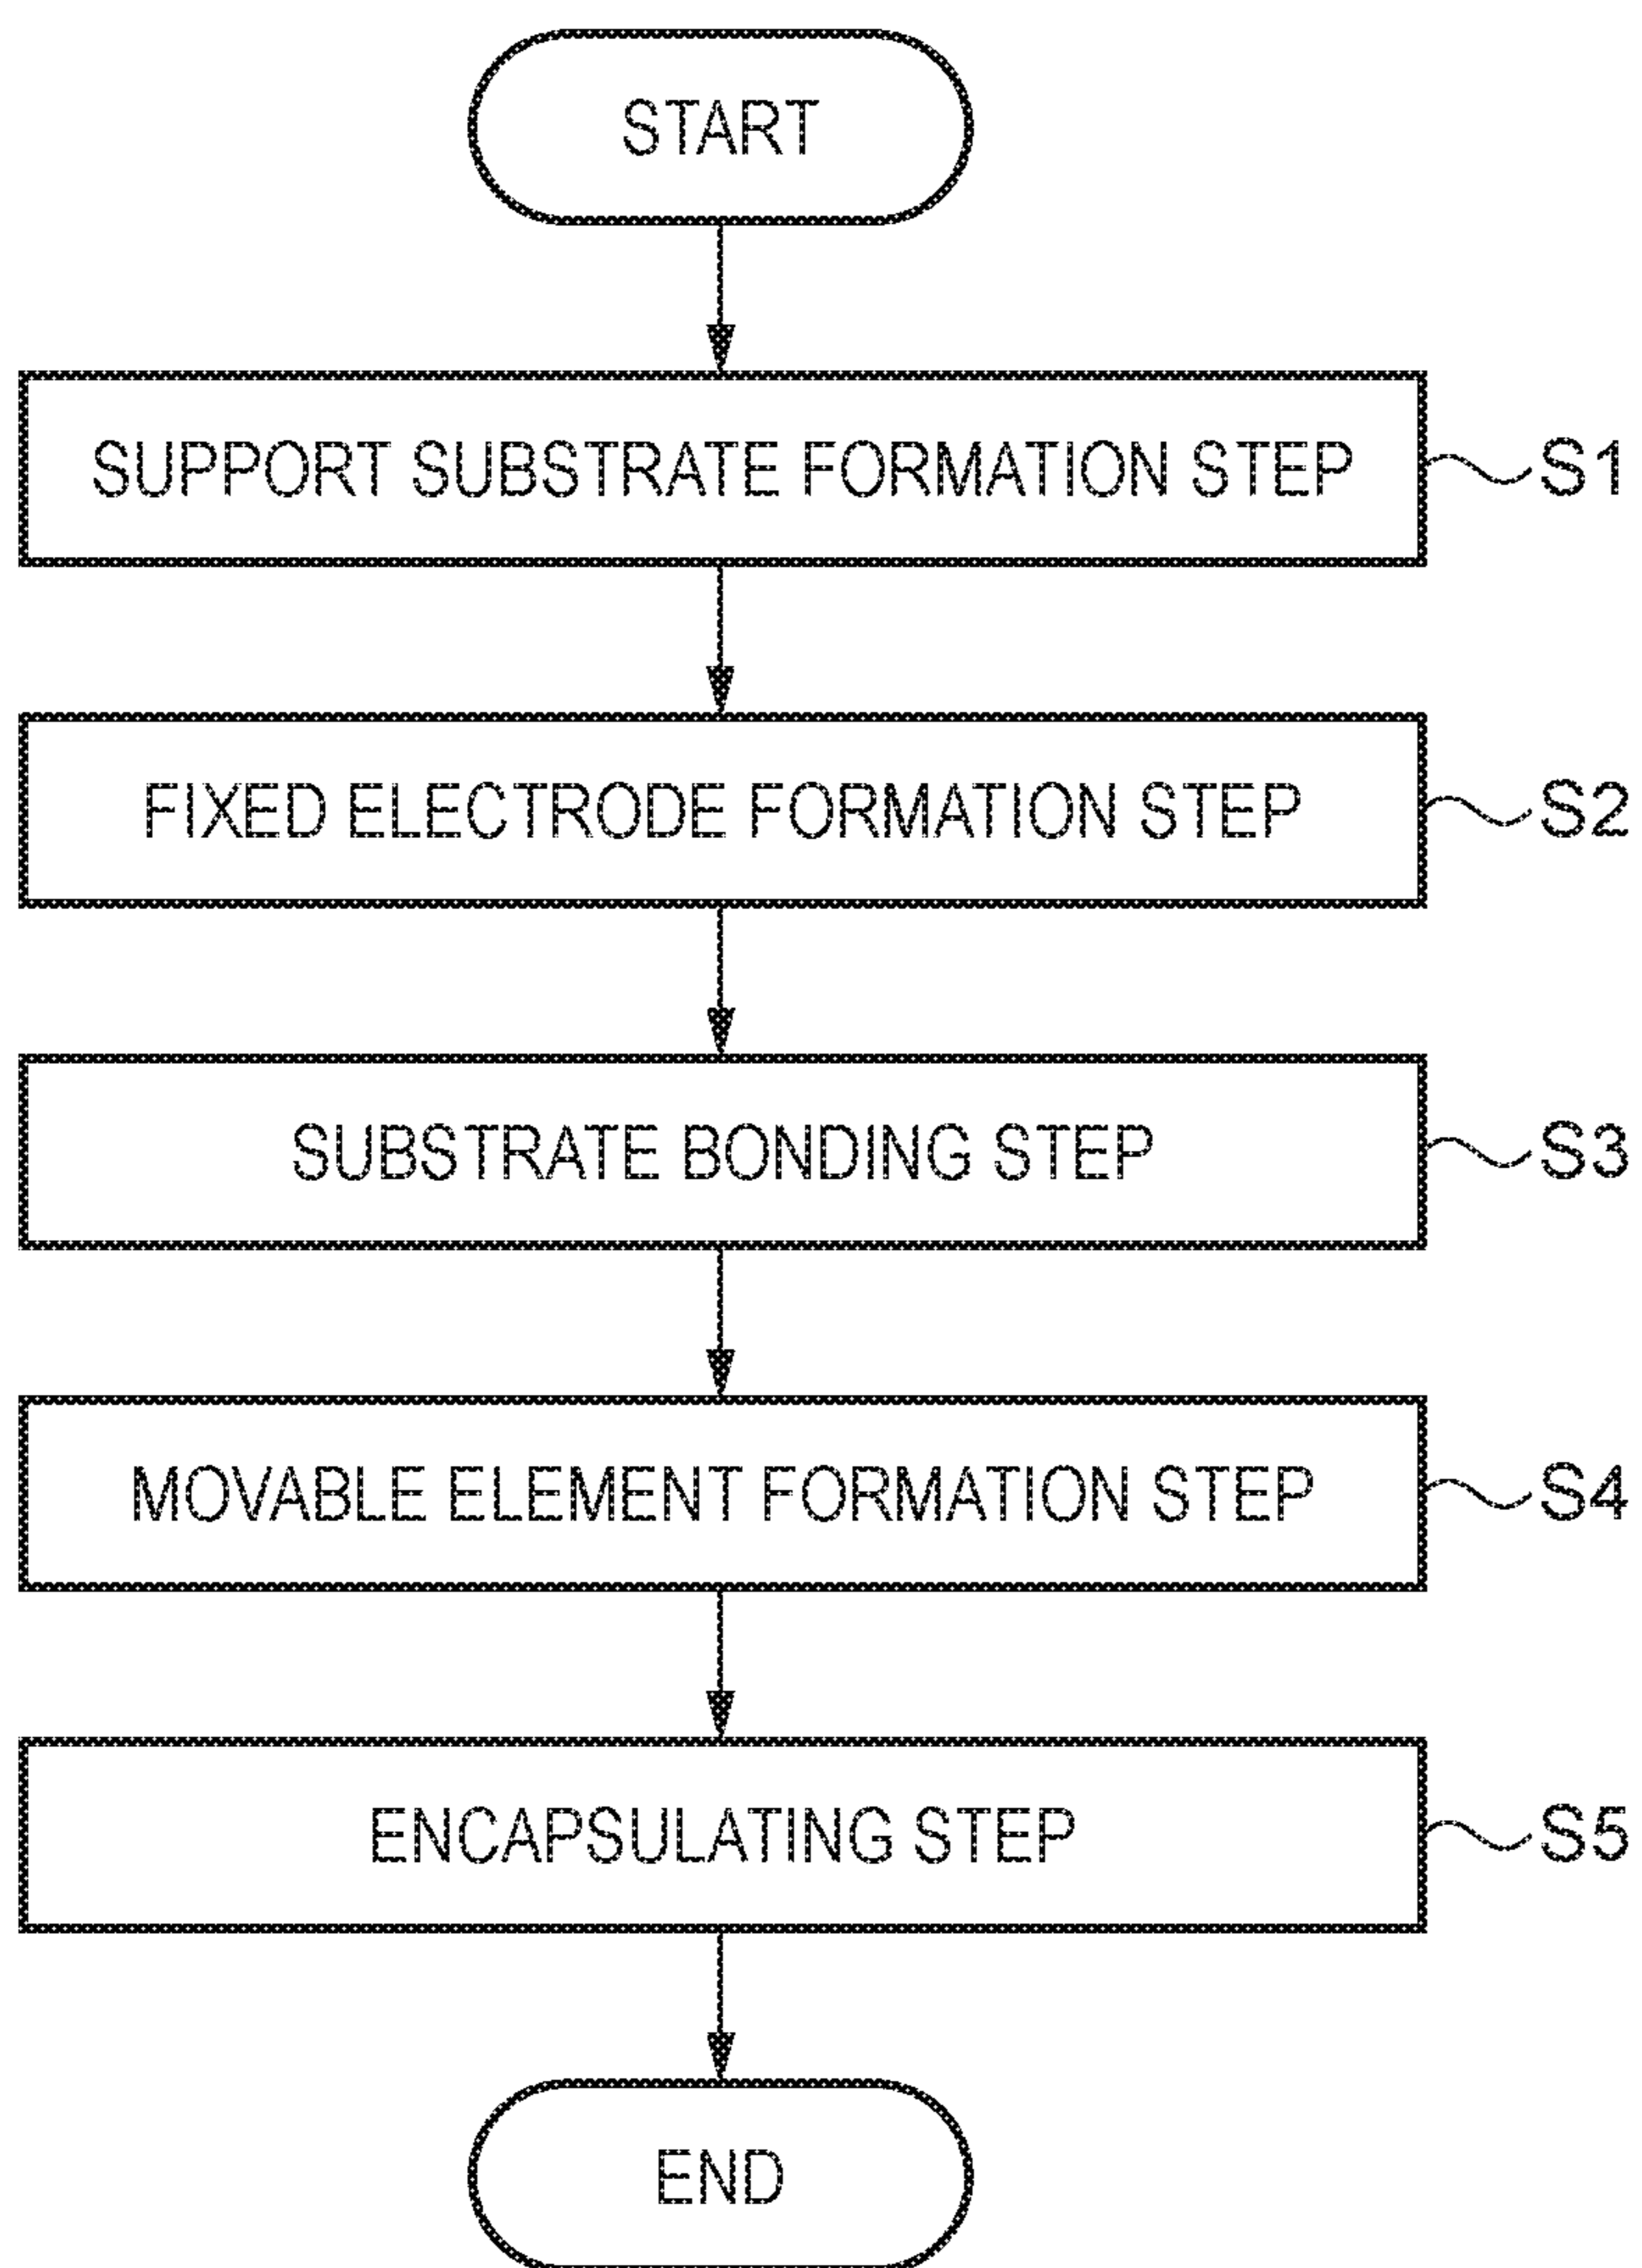 START
SUPPORT SUBSTRATE FORMATION STEP S1
FIXED ELECTRODE FORMATION STEP S2
SUBSTRATE BONDING STEP S3
MOVABLE ELEMENT FORMATION STEP S4
ENCAPSULATING STEP S5
END